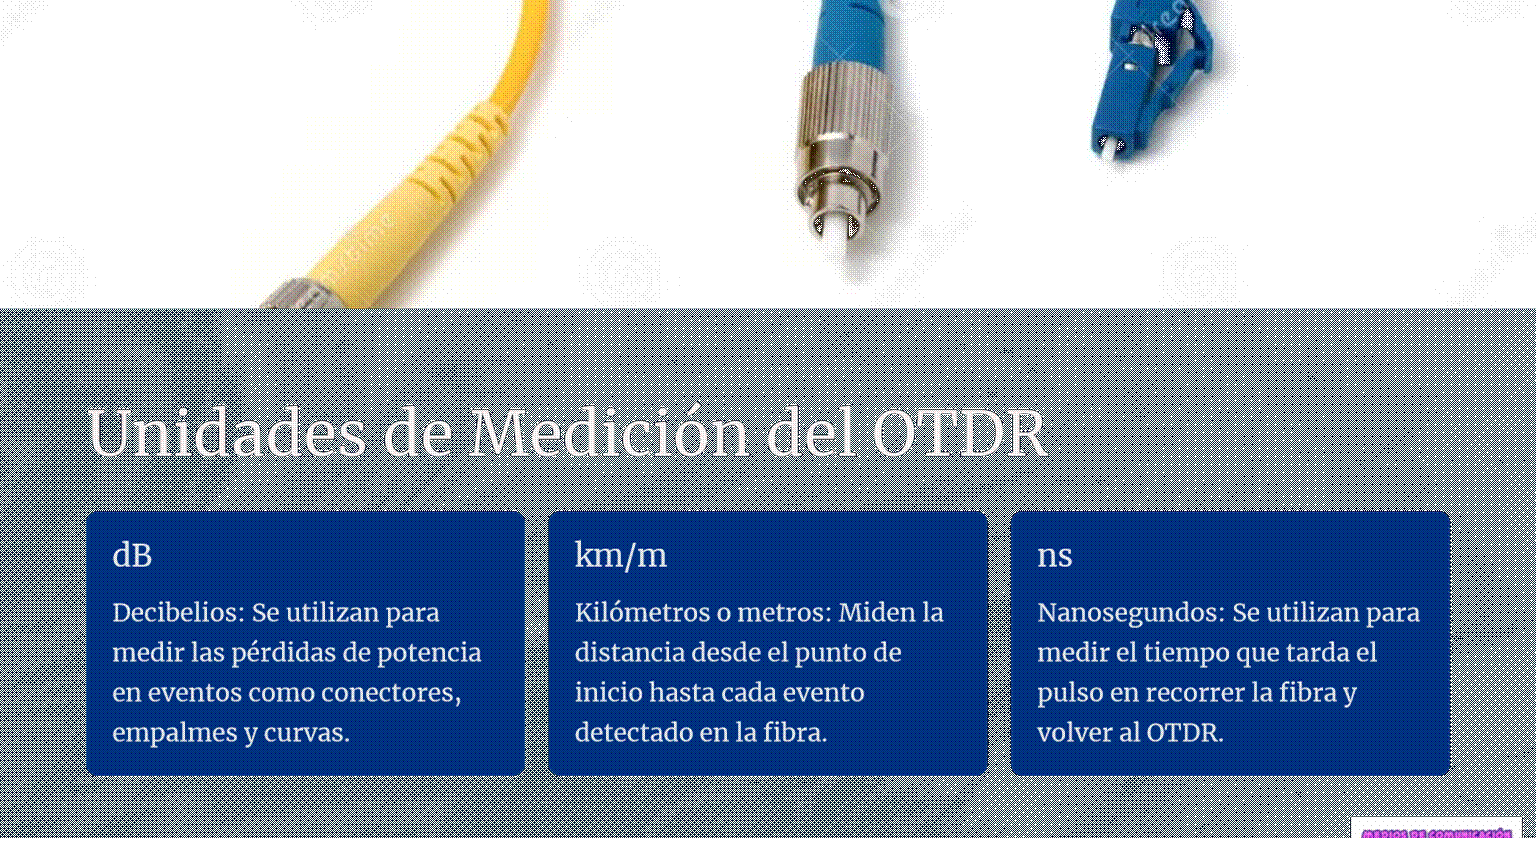 Unidades de Medición del OTDR
dB
Decibelios: Se utilizan para
medir las pérdidas de potencia
en eventos como conectores,
empalmes y curvas.
km/m
Kilómetros o metros: Miden la
distancia desde el punto de
inicio hasta cada evento
detectado en la fibra.
ns
Nanosegundos: Se utilizan para
medir el tiempo que tarda el
pulso en recorrer la fibra y
volver al OTDR.
MEDIOS DE COMUNICACIÓN